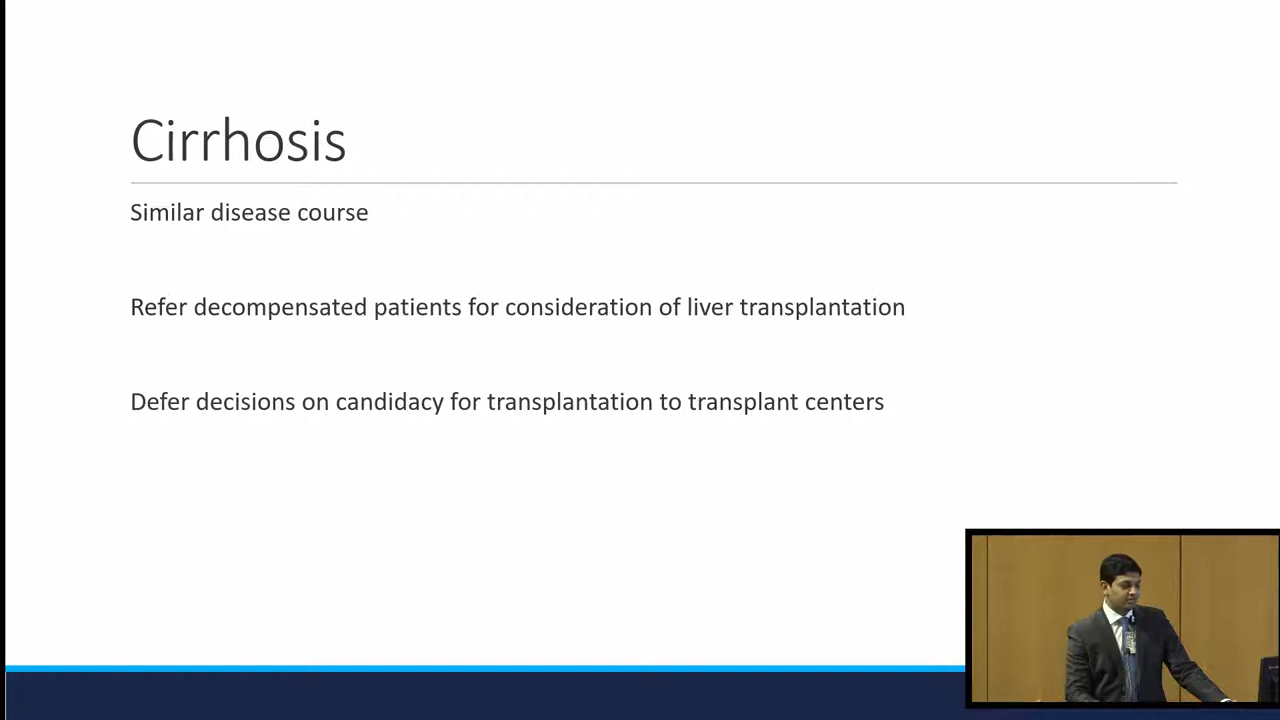 Cirrhosis
Similar disease course
Refer decompensated patients for consideration of liver transplantation
Defer decisions on candidacy for transplantation to transplant centers